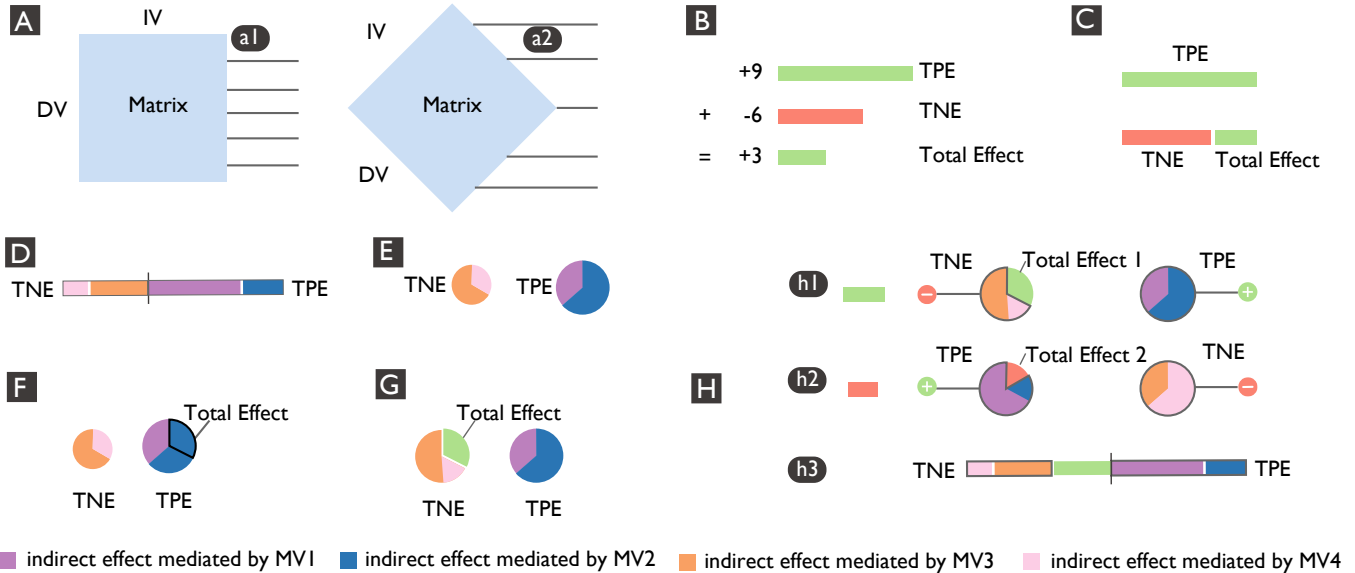 A
IV
a1
DV
Matrix
IV
a2
Matrix
DV
B
+9 TPE
+ -6 TNE
= +3 Total Effect
C
TPE
TNE Total Effect
D
TNE TPE
E
TNE TPE
F
Total Effect
TNE TPE
G
Total Effect
TNE TPE
H
h1
TNE Total Effect 1 TPE
− +
h2
TPE Total Effect 2 TNE
+ −
h3
TNE TPE
indirect effect mediated by MV1 indirect effect mediated by MV2 indirect effect mediated by MV3 indirect effect mediated by MV4